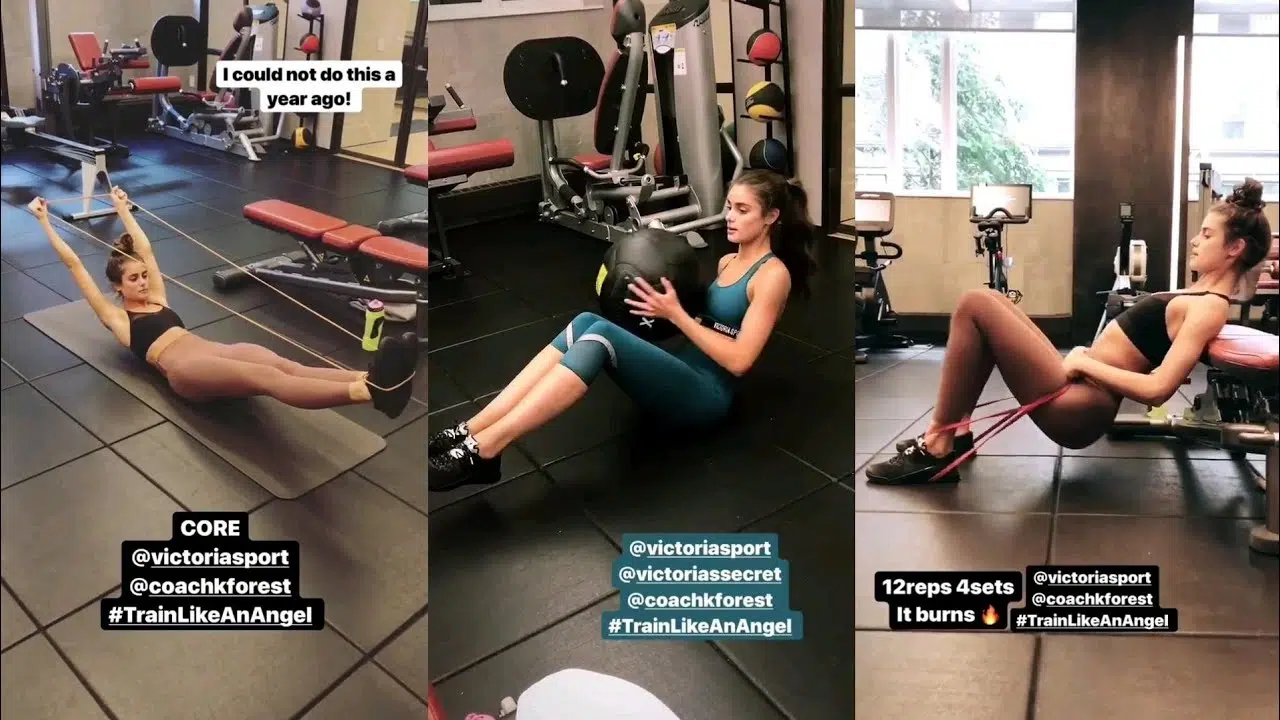 I could not do this a
year ago!
CORE
@victoriasport
@coachkforest
#TrainLikeAnAngel
@victoriasport
@victoriassecret
@coachkforest
#TrainLikeAnAngel
12reps 4sets
It burns 🔥
@victoriasport
@coachkforest
#TrainLikeAnAngel